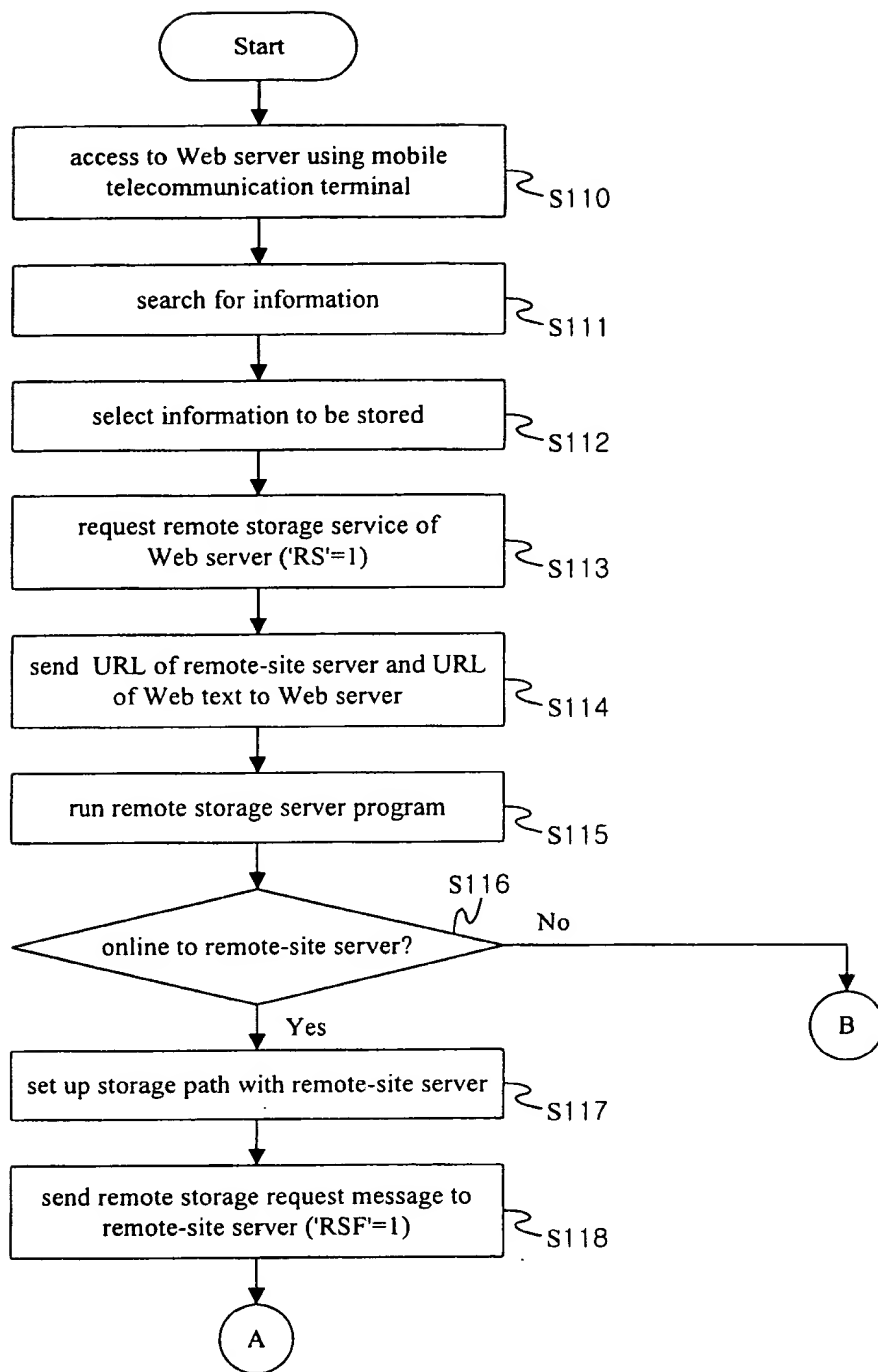 Start
access to Web server using mobile
telecommunication terminal
S110
search for information
S111
select information to be stored
S112
request remote storage service of
Web server ('RS'=1)
S113
send URL of remote-site server and URL
of Web text to Web server
S114
run remote storage server program
S115
S116
online to remote-site server?
No
B
Yes
set up storage path with remote-site server
S117
send remote storage request message to
remote-site server ('RSF'=1)
S118
A